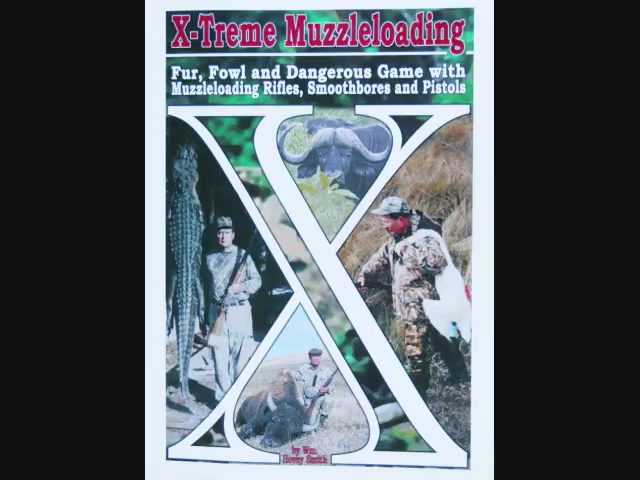 X-Treme Muzzleloading
Fur, Fowl and Dangerous Game with
Muzzleloading Rifles, Smoothbores and Pistols
X
by Wm.
Hovey Smith